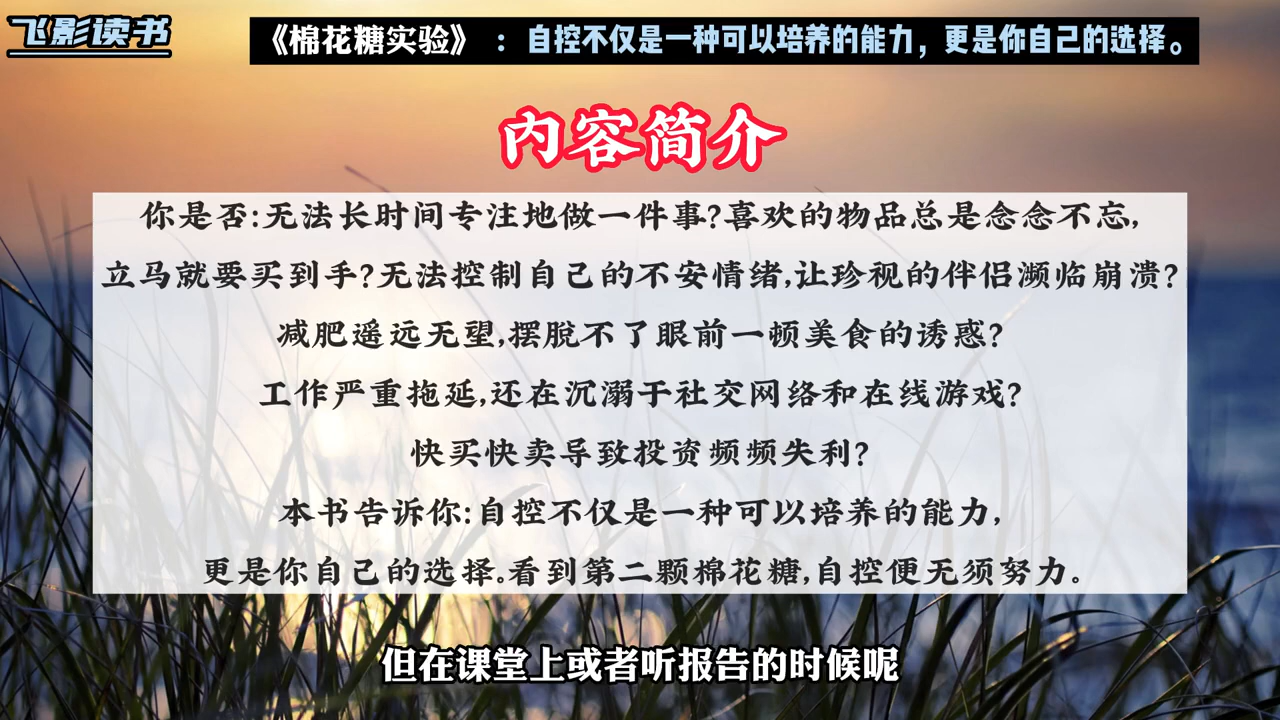 飞影读书
《棉花糖实验》 ：自控不仅是一种可以培养的能力，更是你自己的选择。
内容简介
你是否:无法长时间专注地做一件事?喜欢的物品总是念念不忘,
立马就要买到手?无法控制自己的不安情绪,让珍视的伴侣濒临崩溃?
减肥遥远无望,摆脱不了眼前一顿美食的诱惑?
工作严重拖延,还在沉溺于社交网络和在线游戏?
快买快卖导致投资频频失利?
本书告诉你:自控不仅是一种可以培养的能力,
更是你自己的选择。看到第二颗棉花糖,自控便无须努力。
但在课堂上或者听报告的时候呢